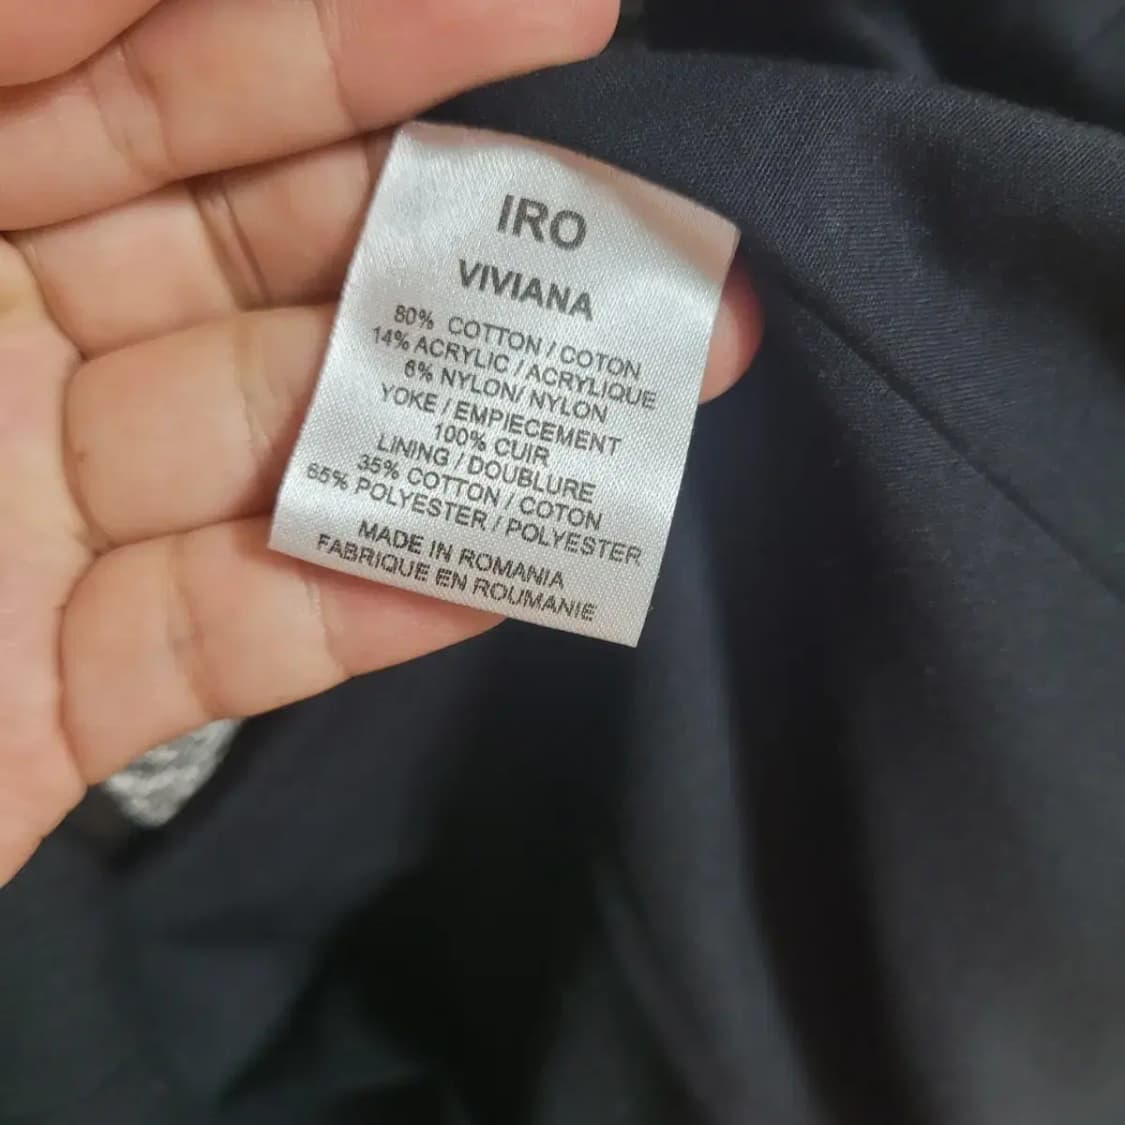 IRO
VIVIANA
80% COTTON / COTON
14% ACRYLIC / ACRYLIQUE
6% NYLON/ NYLON
YOKE / EMPIECEMENT
100% CUIR
LINING / DOUBLURE
35% COTTON / COTON
65% POLYESTER / POLYESTER
MADE IN ROMANIA
FABRIQUE EN ROUMANIE